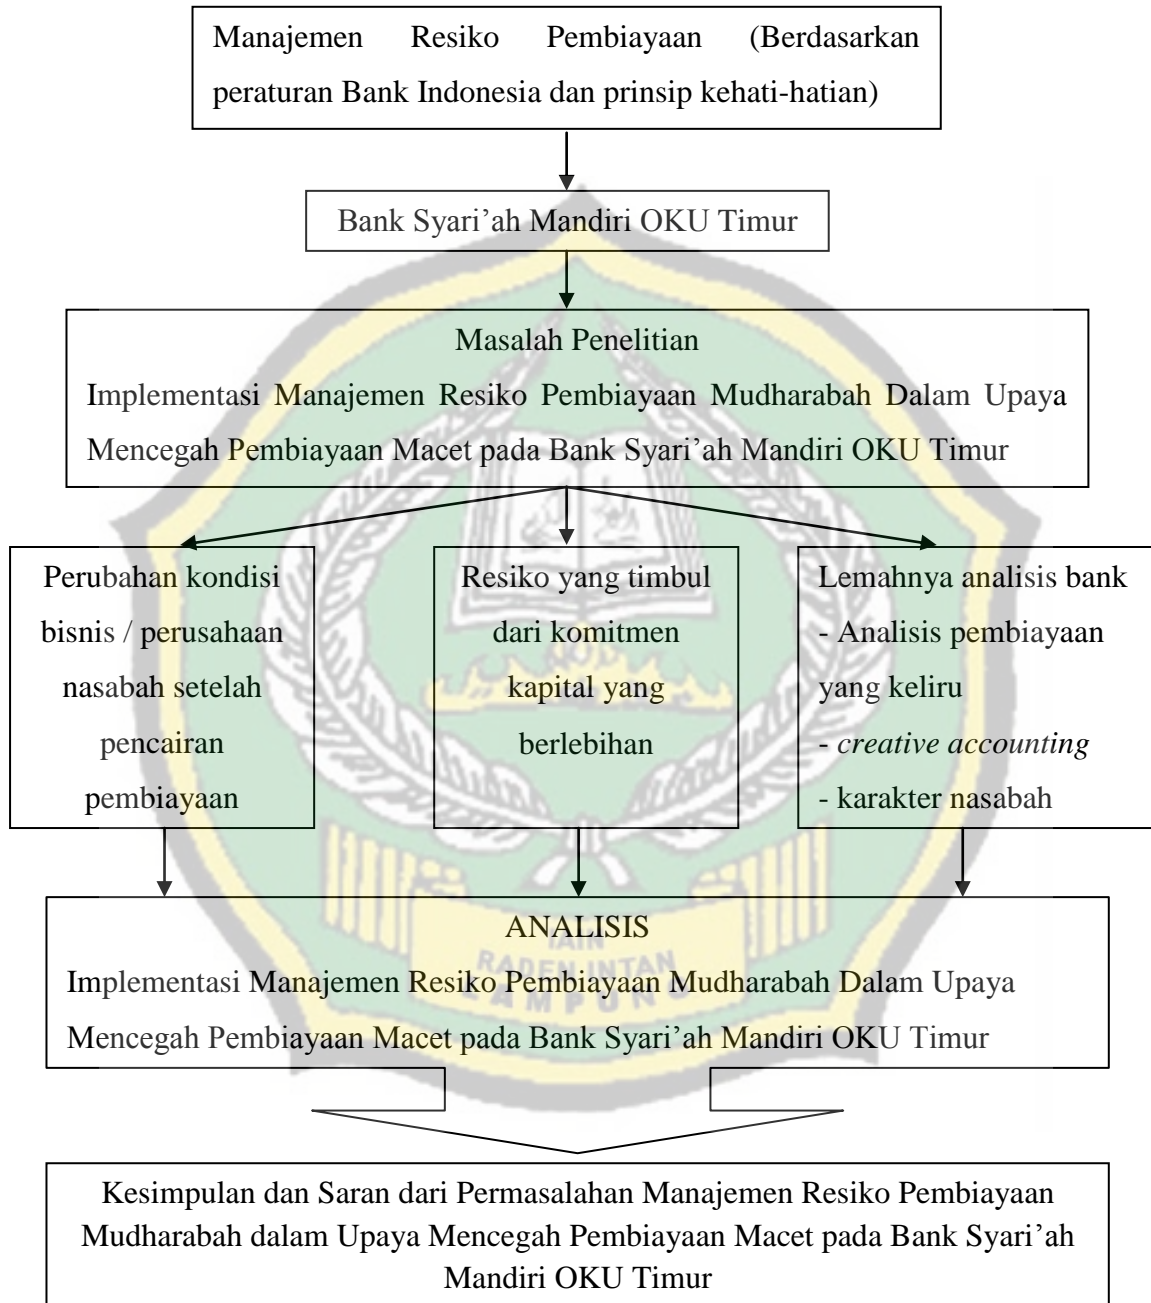 Manajemen Resiko Pembiayaan (Berdasarkan
peraturan Bank Indonesia dan prinsip kehati-hatian)
Bank Syari’ah Mandiri OKU Timur
Masalah Penelitian
Implementasi Manajemen Resiko Pembiayaan Mudharabah Dalam Upaya
Mencegah Pembiayaan Macet pada Bank Syari’ah Mandiri OKU Timur
Perubahan kondisi
bisnis / perusahaan
nasabah setelah
pencairan
pembiayaan
Resiko yang timbul
dari komitmen
kapital yang
berlebihan
Lemahnya analisis bank
- Analisis pembiayaan
yang keliru
- creative accounting
- karakter nasabah
ANALISIS
Implementasi Manajemen Resiko Pembiayaan Mudharabah Dalam Upaya
Mencegah Pembiayaan Macet pada Bank Syari’ah Mandiri OKU Timur
IAIN
RADEN INTAN
LAMPUNG
Kesimpulan dan Saran dari Permasalahan Manajemen Resiko Pembiayaan
Mudharabah dalam Upaya Mencegah Pembiayaan Macet pada Bank Syari’ah
Mandiri OKU Timur